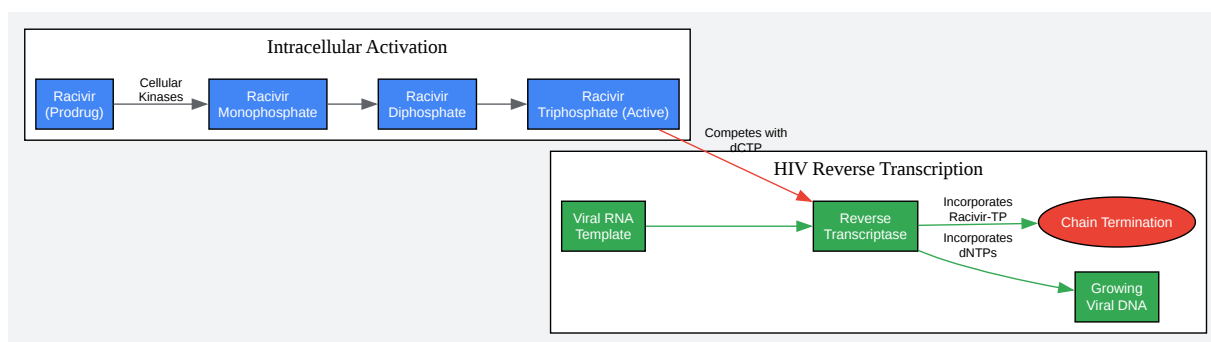 Intracellular Activation
Racivir
(Prodrug)
Cellular
Kinases
Racivir
Monophosphate
Racivir
Diphosphate
Racivir
Triphosphate (Active)
Competes with
dCTP
HIV Reverse Transcription
Viral RNA
Template
Reverse
Transcriptase
Incorporates
Racivir-TP
Chain Termination
Incorporates
dNTPs
Growing
Viral DNA